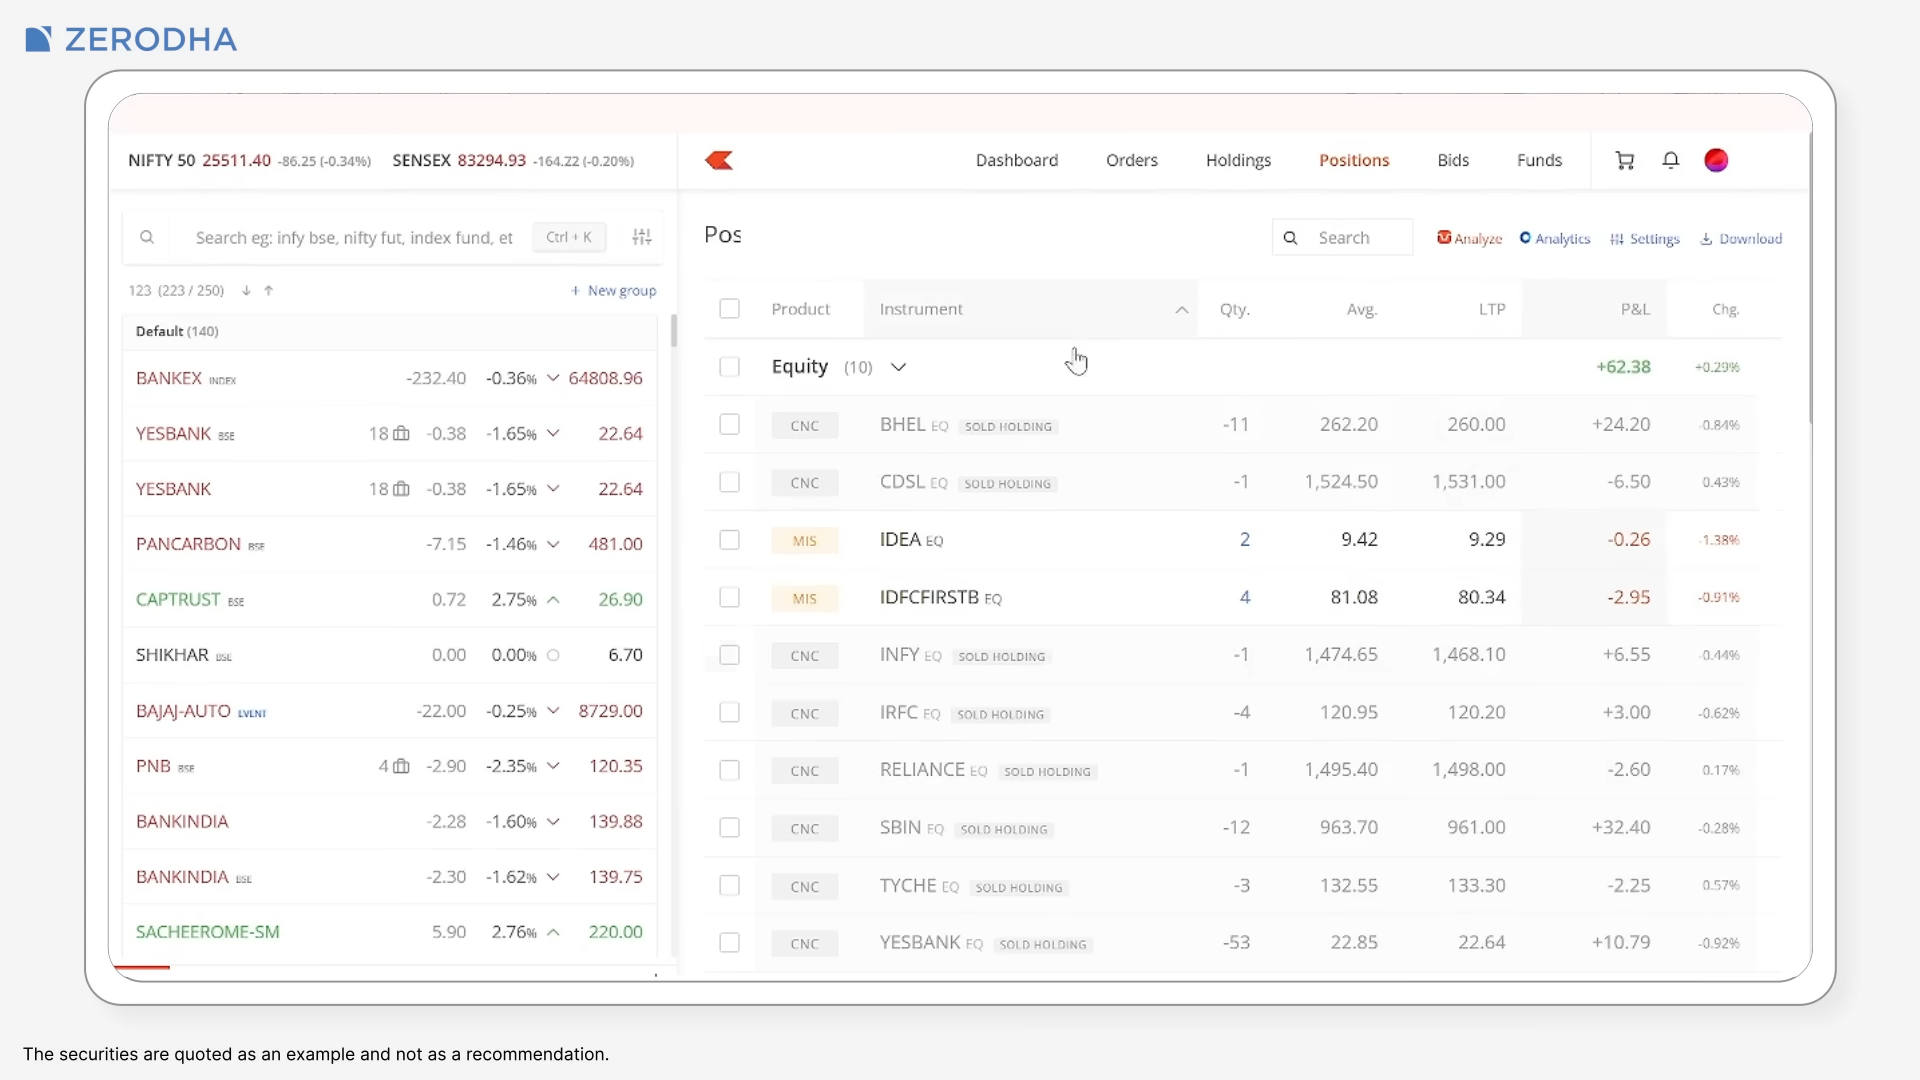 ZERODHA
NIFTY 50 25511.40 -86.25 (-0.34%) SENSEX 83294.93 -164.22 (-0.20%)
Dashboard Orders Holdings Positions Bids Funds
Search eg: infy bse, nifty fut, index fund, et Ctrl + K
123 (223 / 250) + New group
Default (140)
BANKEX INDEX -232.40 -0.36% 64808.96
YESBANK BSE 18 -0.38 -1.65% 22.64
YESBANK 18 -0.38 -1.65% 22.64
PANCARBON BSE -7.15 -1.46% 481.00
CAPTRUST BSE 0.72 2.75% 26.90
SHIKHAR BSE 0.00 0.00% 6.70
BAJAJ-AUTO EVENT -22.00 -0.25% 8729.00
PNB BSE 4 -2.90 -2.35% 120.35
BANKINDIA -2.28 -1.60% 139.88
BANKINDIA BSE -2.30 -1.62% 139.75
SACHEEROME-SM 5.90 2.76% 220.00
Pos
Search Analyze Analytics Settings Download
Product Instrument Qty. Avg. LTP P&L Chg.
Equity (10) +62.38 +0.29%
CNC BHEL EQ SOLD HOLDING -11 262.20 260.00 +24.20 -0.84%
CNC CDSL EQ SOLD HOLDING -1 1,524.50 1,531.00 -6.50 0.43%
MIS IDEA EQ 2 9.42 9.29 -0.26 -1.38%
MIS IDFCFIRSTB EQ 4 81.08 80.34 -2.95 -0.91%
CNC INFY EQ SOLD HOLDING -1 1,474.65 1,468.10 +6.55 -0.44%
CNC IRFC EQ SOLD HOLDING -4 120.95 120.20 +3.00 -0.62%
CNC RELIANCE EQ SOLD HOLDING -1 1,495.40 1,498.00 -2.60 0.17%
CNC SBIN EQ SOLD HOLDING -12 963.70 961.00 +32.40 -0.28%
CNC TYCHE EQ SOLD HOLDING -3 132.55 133.30 -2.25 0.57%
CNC YESBANK EQ SOLD HOLDING -53 22.85 22.64 +10.79 -0.92%
The securities are quoted as an example and not as a recommendation.